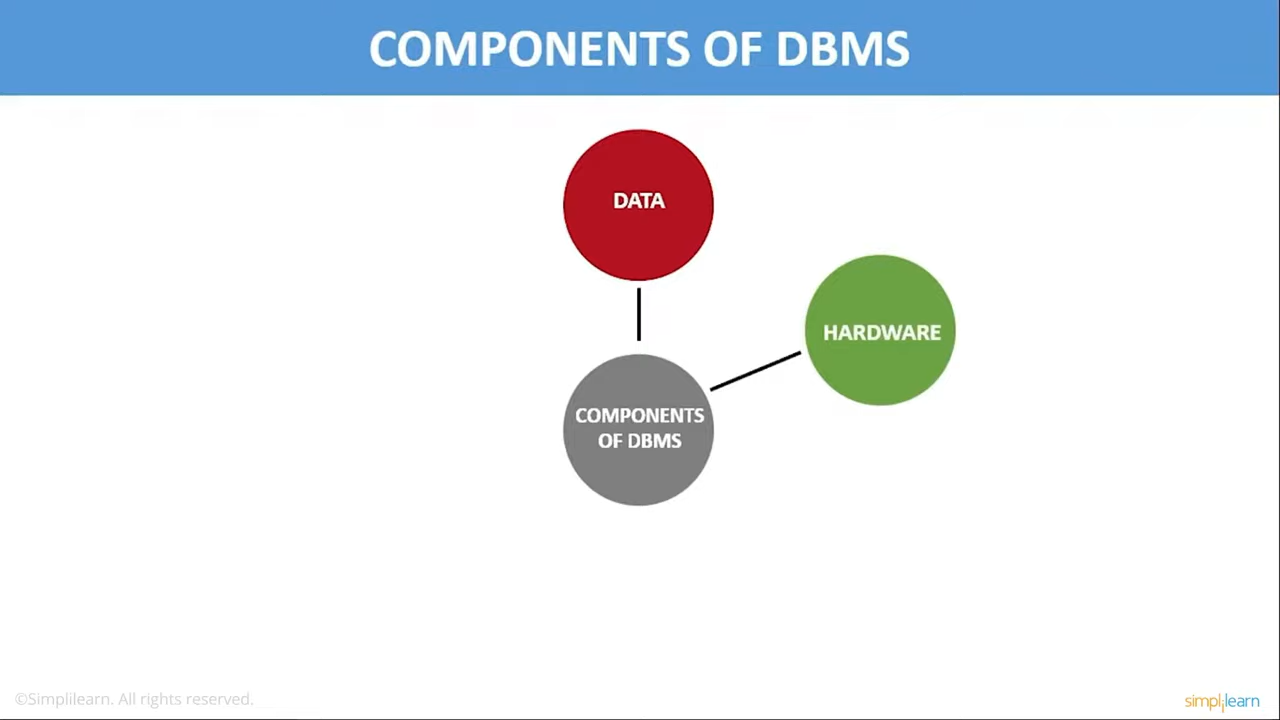 COMPONENTS OF DBMS
DATA
HARDWARE
COMPONENTS
OF DBMS
©Simplilearn. All rights reserved.
simplilearn